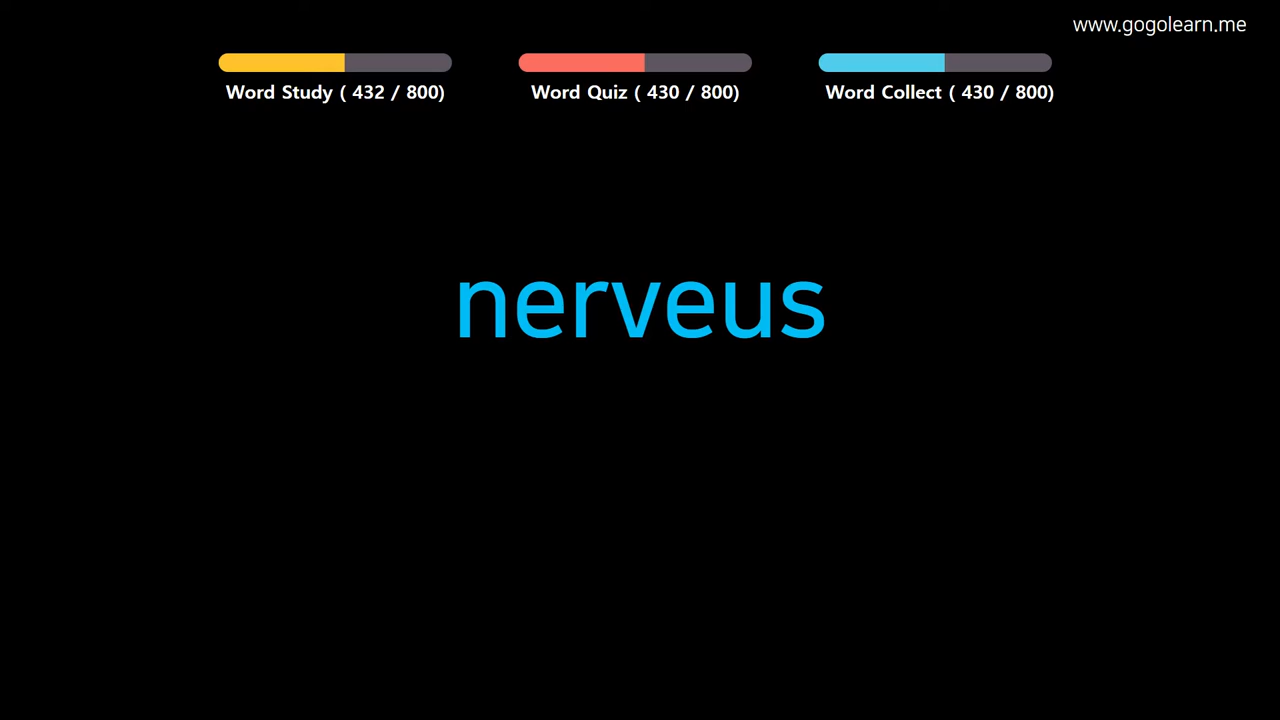 www.gogolearn.me
Word Study ( 432 / 800)
Word Quiz ( 430 / 800)
Word Collect ( 430 / 800)
nerveus